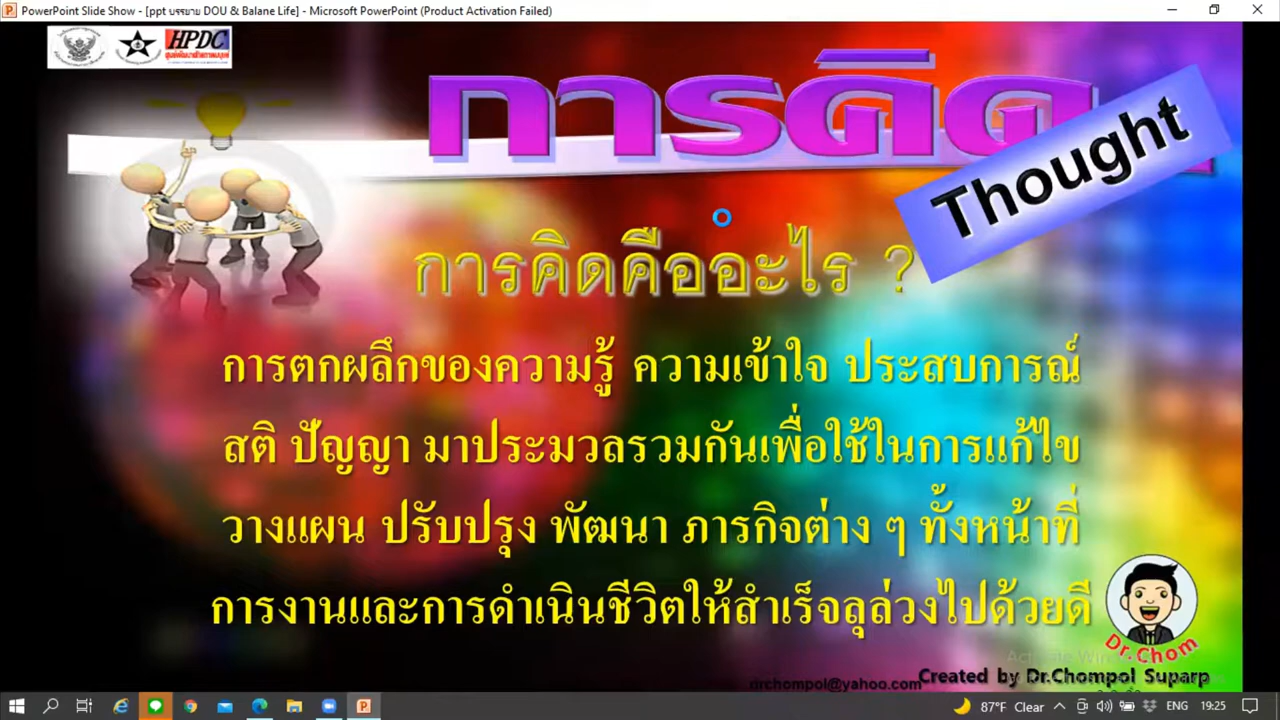 PowerPoint Slide Show - [ppt บรรยาย DOU & Balane Life] - Microsoft PowerPoint (Product Activation Failed)
HPDC
การคิด
Thought
การคิดคืออะไร ?
การตกผลึกของความรู้ ความเข้าใจ ประสบการณ์
สติ ปัญญา มาประมวลรวมกันเพื่อใช้ในการแก้ไข
วางแผน ปรับปรุง พัฒนา ภารกิจต่าง ๆ ทั้งหน้าที่
การงานและการดำเนินชีวิตให้สำเร็จลุล่วงไปด้วยดี
Dr.Chom
drchompol@yahoo.com
Created by Dr.Chompol Suparp
87°F Clear
ENG
19:25